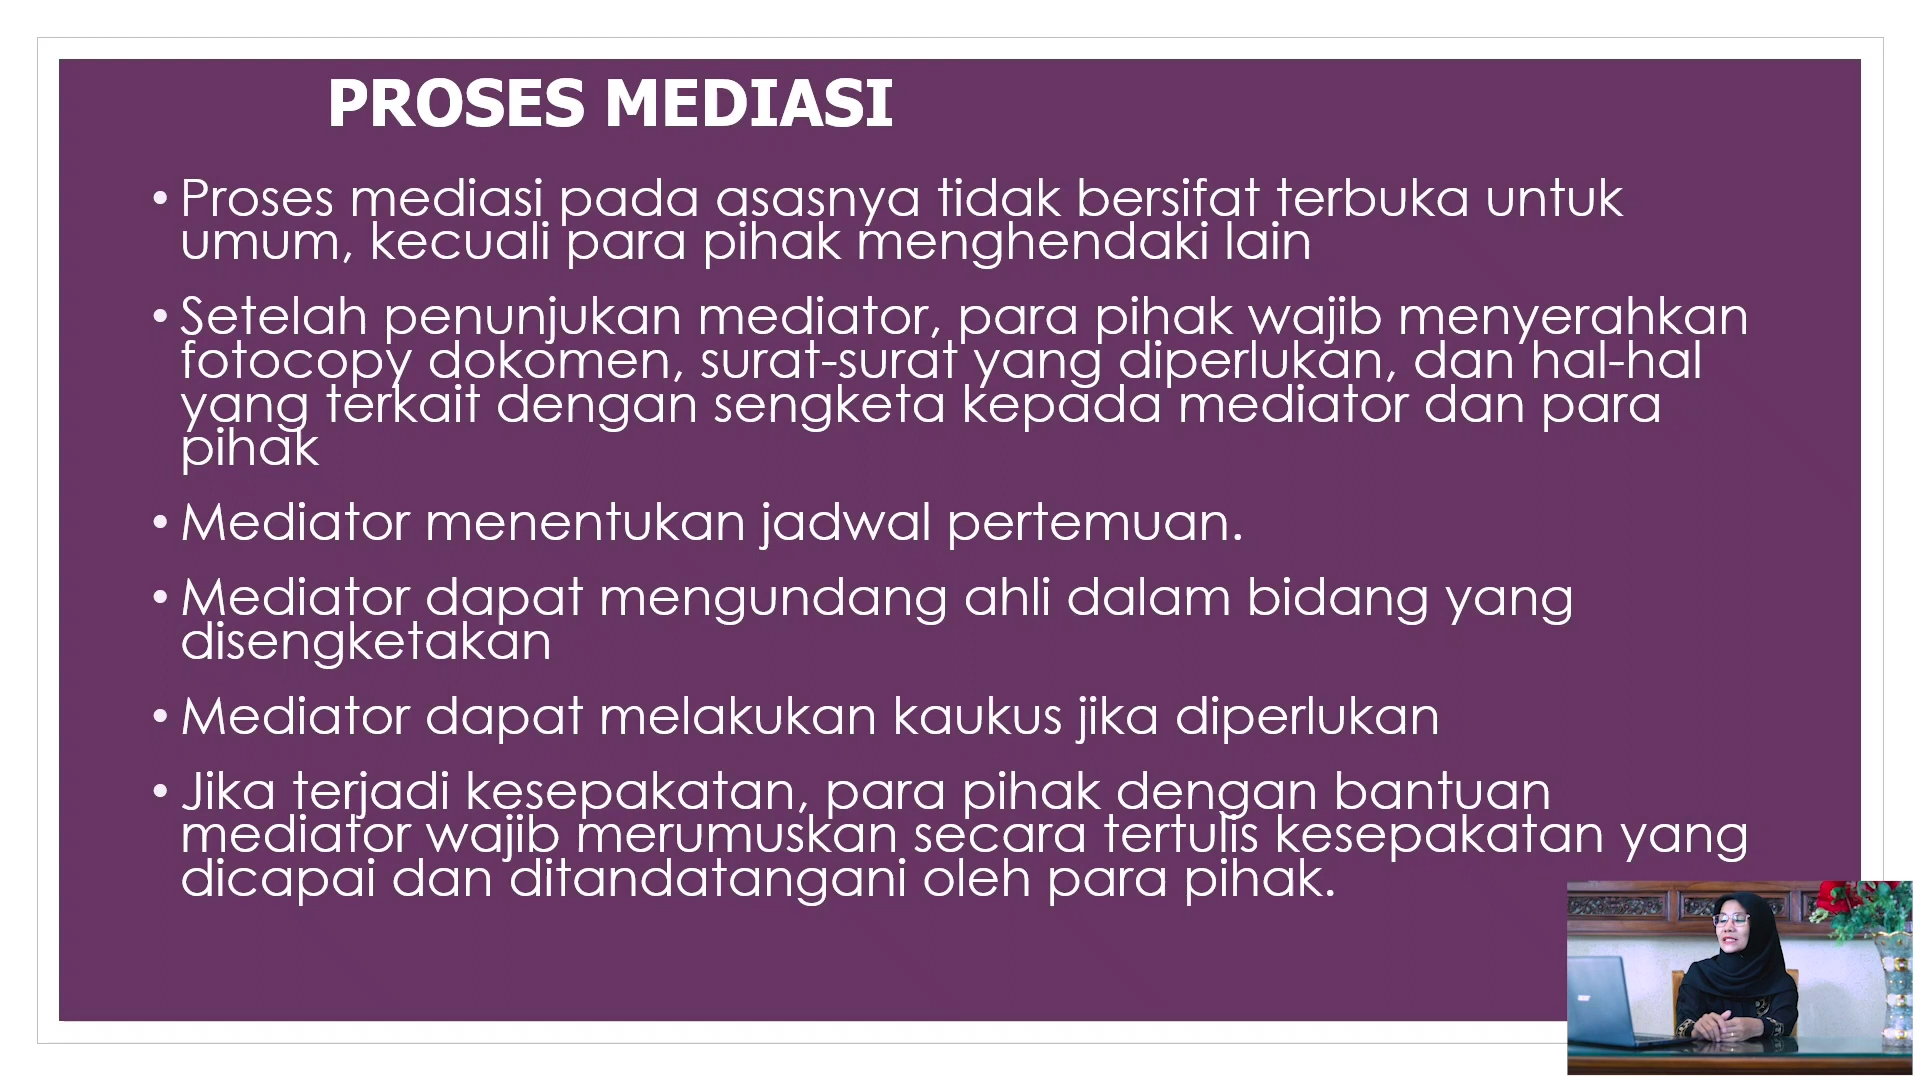 PROSES MEDIASI
• Proses mediasi pada asasnya tidak bersifat terbuka untuk
umum, kecuali para pihak menghendaki lain
• Setelah penunjukan mediator, para pihak wajib menyerahkan
fotocopy dokomen, surat-surat yang diperlukan, dan hal-hal
yang terkait dengan sengketa kepada mediator dan para
pihak
• Mediator menentukan jadwal pertemuan.
• Mediator dapat mengundang ahli dalam bidang yang
disengketakan
• Mediator dapat melakukan kaukus jika diperlukan
• Jika terjadi kesepakatan, para pihak dengan bantuan
mediator wajib merumuskan secara tertulis kesepakatan yang
dicapai dan ditandatangani oleh para pihak.